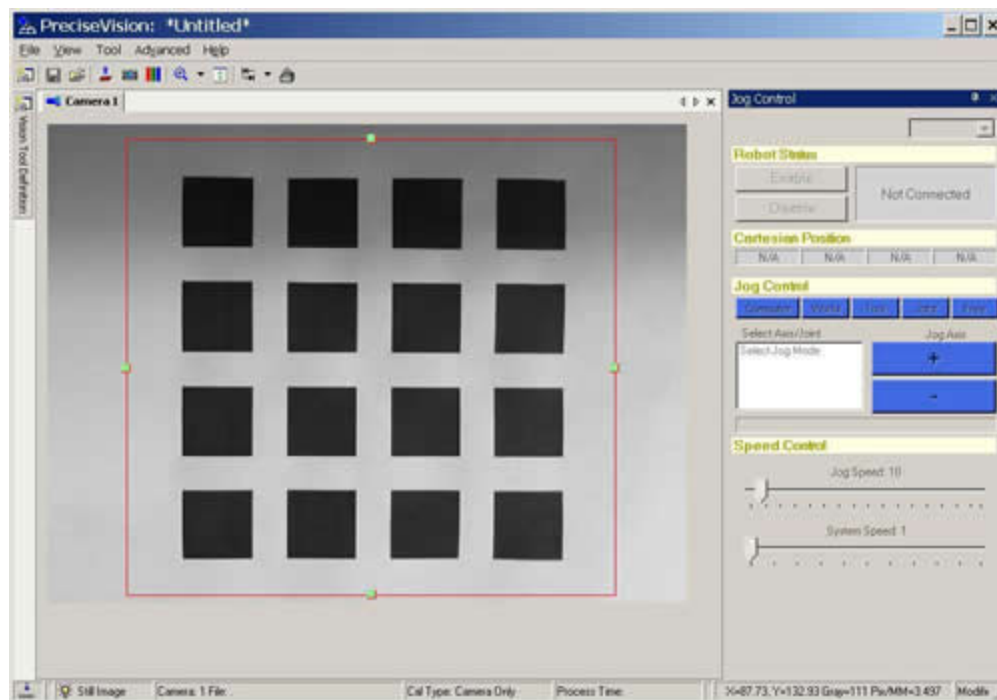 PreciseVision: *Untitled*
File View Tool Advanced Help
Camera 1
Vision Tool Definition
Jog Control
Robot Status
Enable
Disable
Not Connected
Cartesian Position
N/A N/A N/A N/A
Jog Control
Computer World Tool Joint Free
Select Axis/Joint
Jog Axis
Select Jog Mode
+
-
Speed Control
Jog Speed: 10
System Speed: 1
Still Image Camera: 1 File: Cal Type: Camera Only Process Time: X=87.73, Y=132.93 Gray=111 Pix/MM=3.497 Modifie